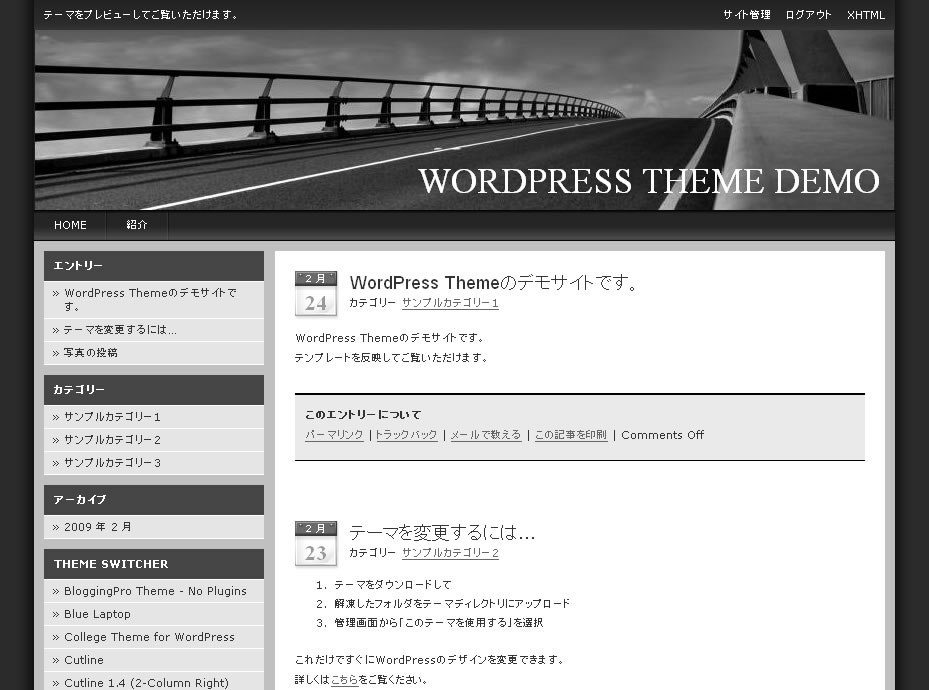 テーマをプレビューしてご覧いただけます。
サイト管理 ログアウト XHTML
WORDPRESS THEME DEMO
HOME 紹介
エントリー
» WordPress Themeのデモサイトで
す。
» テーマを変更するには...
» 写真の投稿
カテゴリー
» サンプルカテゴリー1
» サンプルカテゴリー2
» サンプルカテゴリー3
アーカイブ
» 2009 年 2 月
THEME SWITCHER
» BloggingPro Theme - No Plugins
» Blue Laptop
» College Theme for WordPress
» Cutline
» Cutline 1.4 (2-Column Right)
2 月
24
WordPress Themeのデモサイトです。
カテゴリー サンプルカテゴリー1
WordPress Themeのデモサイトです。
テンプレートを反映してご覧いただけます。
このエントリーについて
パーマリンク | トラックバック | メールで教える | この記事を印刷 | Comments Off
2 月
23
テーマを変更するには...
カテゴリー サンプルカテゴリー2
1. テーマをダウンロードして
2. 解凍したフォルダをテーマディレクトリにアップロード
3. 管理画面から「このテーマを使用する」を選択
これだけですぐにWordPressのデザインを変更できます。
詳しくはこちらをご覧ください。